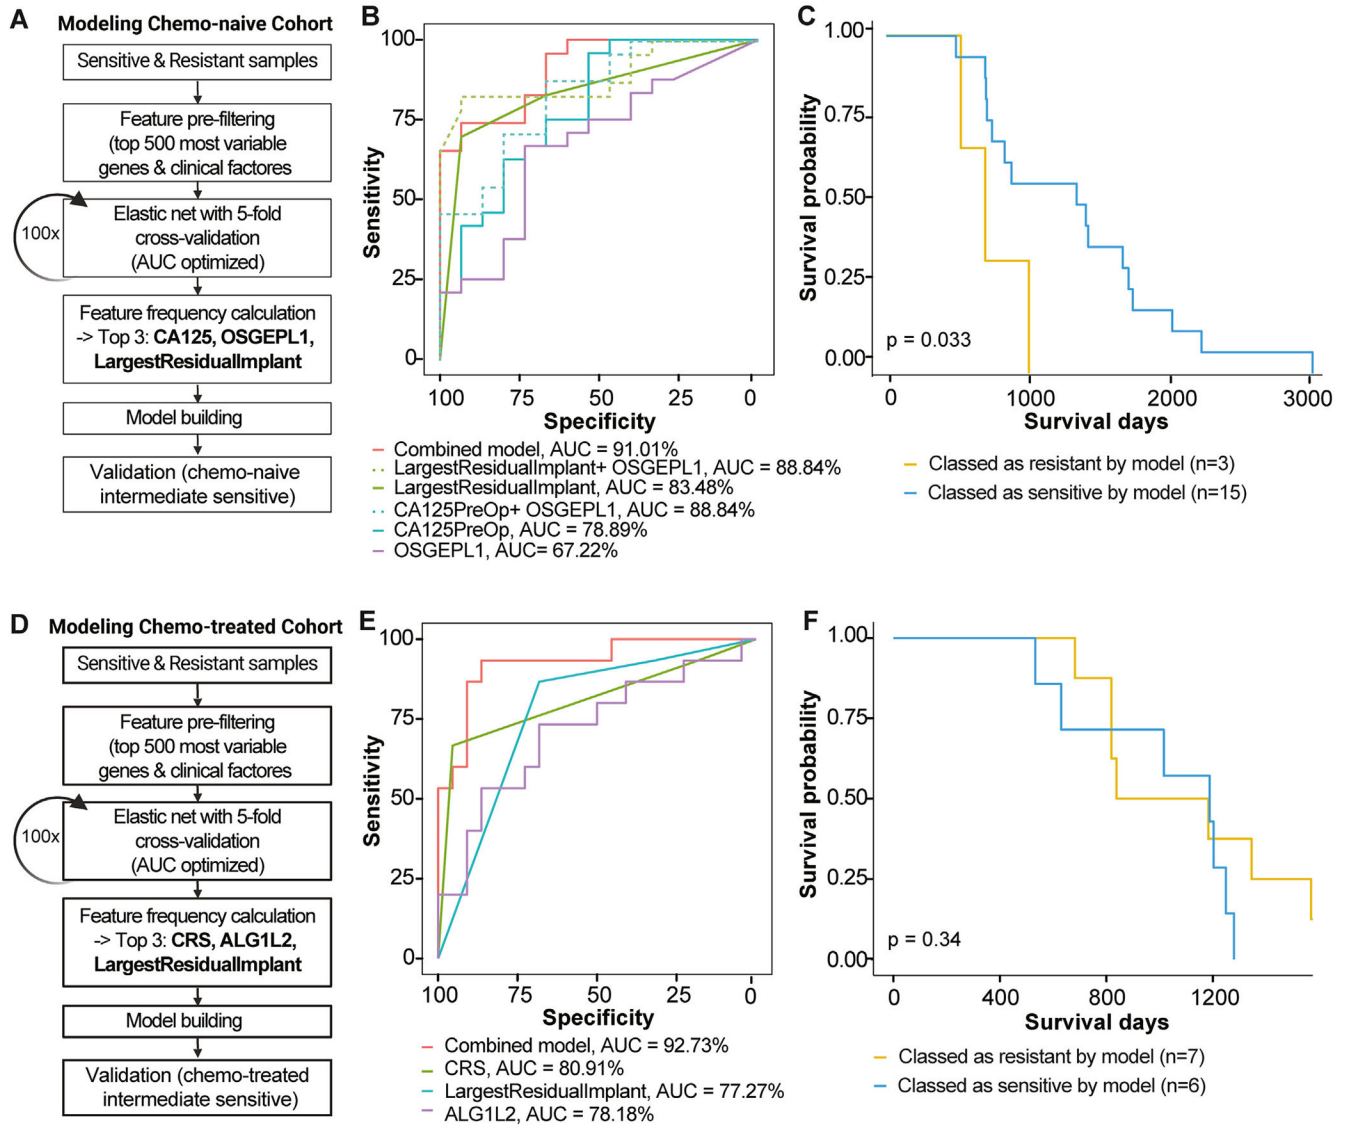 A
Modeling Chemo-naive Cohort
Sensitive & Resistant samples
Feature pre-filtering
(top 500 most variable
genes & clinical factores
100x
Elastic net with 5-fold
cross-validation
(AUC optimized)
Feature frequency calculation
-> Top 3: CA125, OSGEPL1,
LargestResidualImplant
Model building
Validation (chemo-naive
intermediate sensitive)
B
100
75
50
25
0
Sensitivity
100 75 50 25 0
Specificity
Combined model, AUC = 91.01%
LargestResidualImplant+ OSGEPL1, AUC = 88.84%
LargestResidualImplant, AUC = 83.48%
CA125PreOp+ OSGEPL1, AUC = 88.84%
CA125PreOp, AUC = 78.89%
OSGEPL1, AUC= 67.22%
C
1.00
0.75
0.50
0.25
0.00
Survival probability
p = 0.033
0 1000 2000 3000
Survival days
Classed as resistant by model (n=3)
Classed as sensitive by model (n=15)
D
Modeling Chemo-treated Cohort
Sensitive & Resistant samples
Feature pre-filtering
(top 500 most variable
genes & clinical factores
100x
Elastic net with 5-fold
cross-validation
(AUC optimized)
Feature frequency calculation
-> Top 3: CRS, ALG1L2,
LargestResidualImplant
Model building
Validation (chemo-treated
intermediate sensitive)
E
100
75
50
25
0
Sensitivity
100 75 50 25 0
Specificity
Combined model, AUC = 92.73%
CRS, AUC = 80.91%
LargestResidualImplant, AUC = 77.27%
ALG1L2, AUC = 78.18%
F
1.00
0.75
0.50
0.25
0.00
Survival probability
p = 0.34
0 400 800 1200
Survival days
Classed as resistant by model (n=7)
Classed as sensitive by model (n=6)